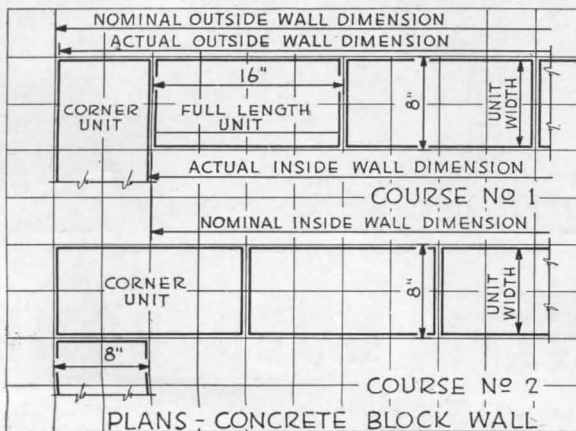 NOMINAL OUTSIDE WALL DIMENSION
ACTUAL OUTSIDE WALL DIMENSION
16"
CORNER
UNIT
FULL LENGTH
UNIT
8"
UNIT
WIDTH
ACTUAL INSIDE WALL DIMENSION
COURSE Nº 1
NOMINAL INSIDE WALL DIMENSION
CORNER
UNIT
8"
UNIT
WIDTH
8"
COURSE Nº 2
PLANS - CONCRETE BLOCK WALL